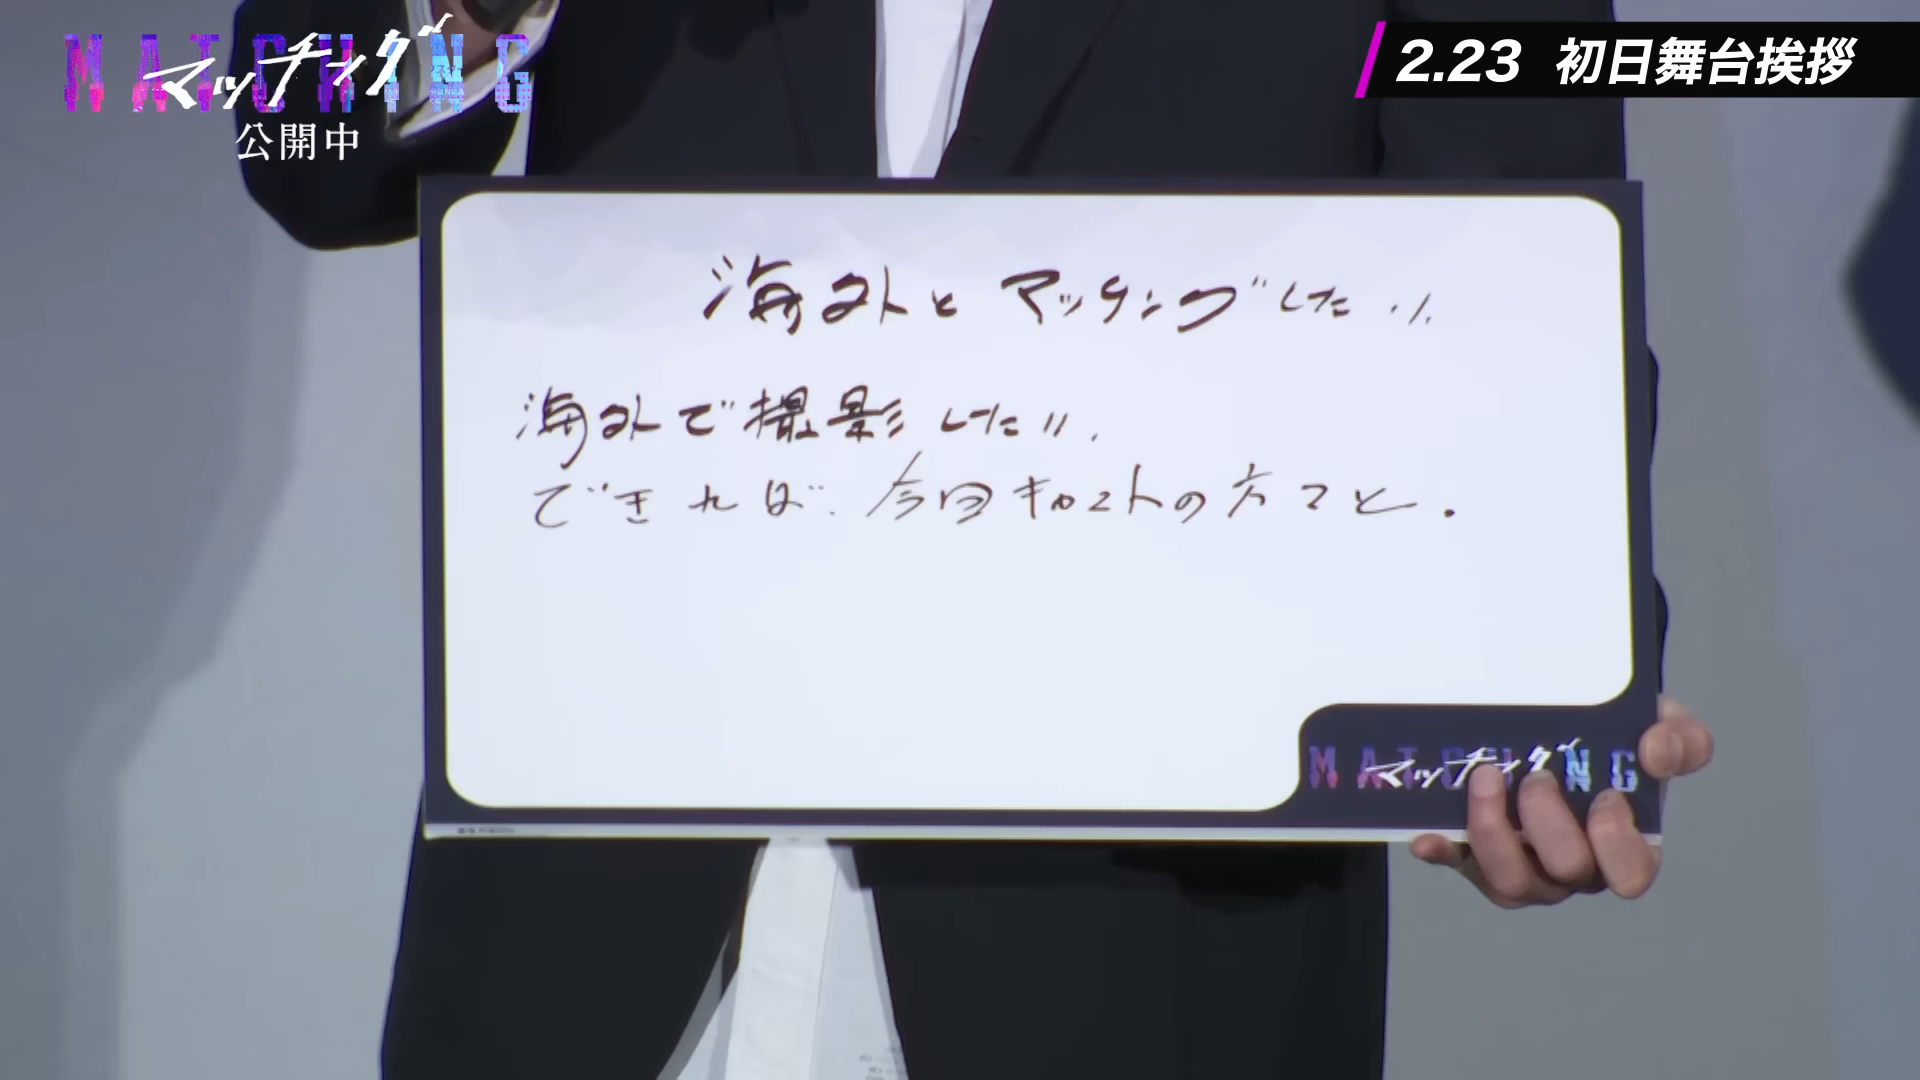 MATCHING
マッチング
公開中
2.23 初日舞台挨拶
海外とマッチングしたい。
海外で撮影したい。
できれば、今回キャストの方々と。
MATCHING
マッチング